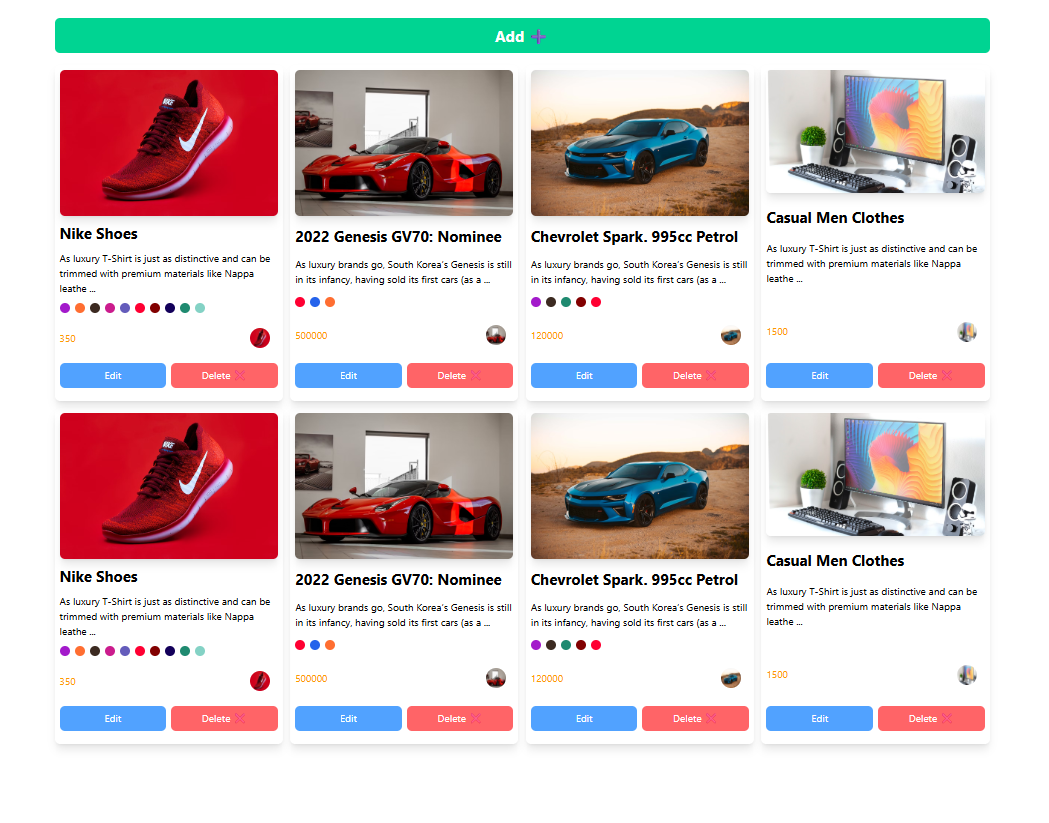 Add ➕
Nike Shoes
As luxury T-Shirt is just as distinctive and can be
trimmed with premium materials like Nappa
leathe ...
350
Edit
Delete ❌
2022 Genesis GV70: Nominee
As luxury brands go, South Korea's Genesis is still
in its infancy, having sold its first cars (as a ...
500000
Edit
Delete ❌
Chevrolet Spark. 995cc Petrol
As luxury brands go, South Korea's Genesis is still
in its infancy, having sold its first cars (as a ...
120000
Edit
Delete ❌
Casual Men Clothes
As luxury T-Shirt is just as distinctive and can be
trimmed with premium materials like Nappa
leathe ...
1500
Edit
Delete ❌
Nike Shoes
As luxury T-Shirt is just as distinctive and can be
trimmed with premium materials like Nappa
leathe ...
350
Edit
Delete ❌
2022 Genesis GV70: Nominee
As luxury brands go, South Korea's Genesis is still
in its infancy, having sold its first cars (as a ...
500000
Edit
Delete ❌
Chevrolet Spark. 995cc Petrol
As luxury brands go, South Korea's Genesis is still
in its infancy, having sold its first cars (as a ...
120000
Edit
Delete ❌
Casual Men Clothes
As luxury T-Shirt is just as distinctive and can be
trimmed with premium materials like Nappa
leathe ...
1500
Edit
Delete ❌